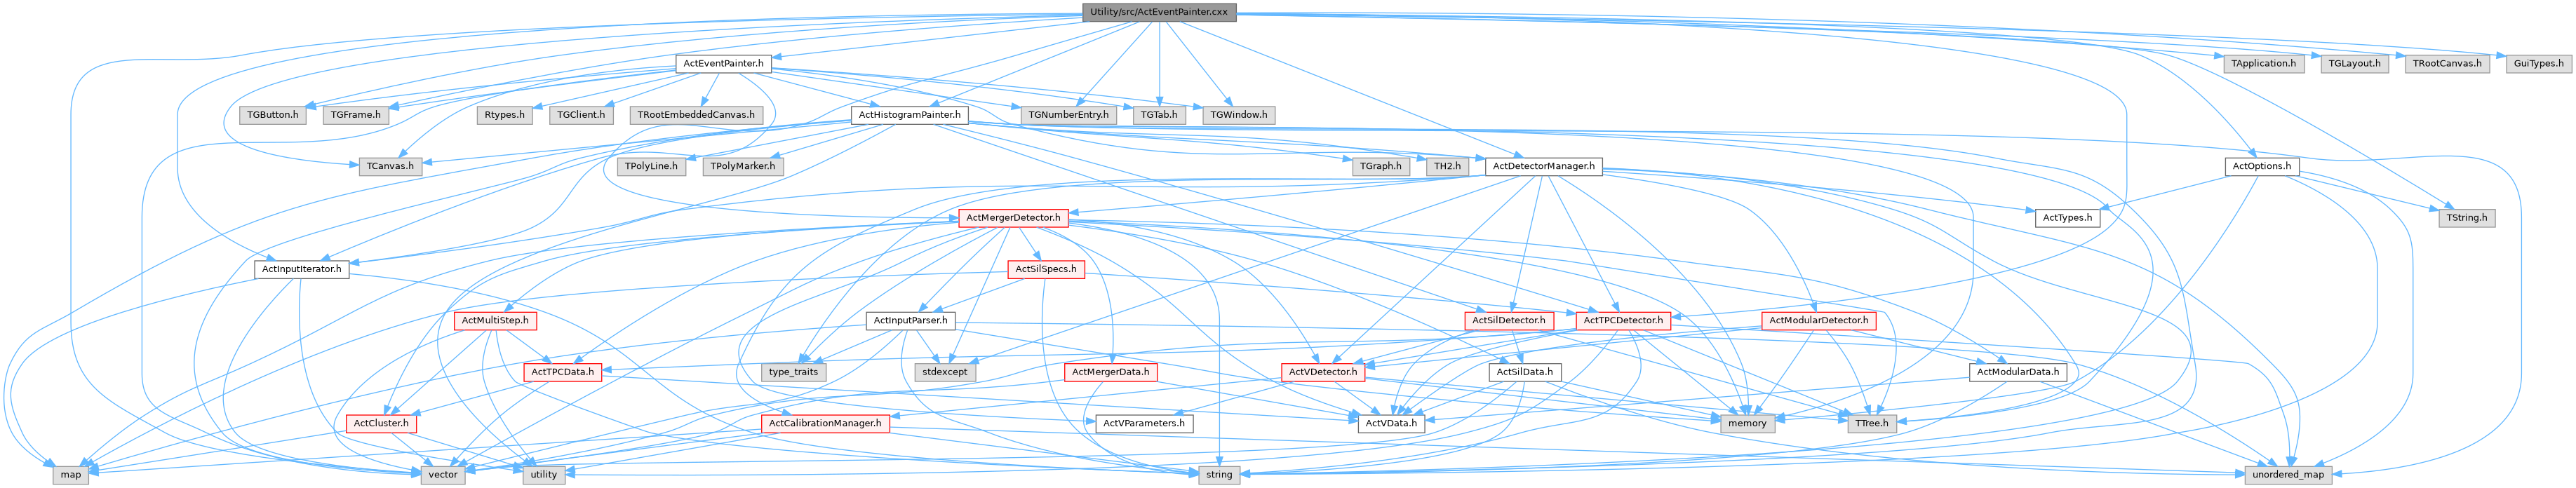 Utility/src/ActEventPainter.cxx
ActEventPainter.h
TApplication.h
TGLayout.h
TRootCanvas.h
GuiTypes.h
TGButton.h
TGFrame.h
Rtypes.h
TGClient.h
TRootEmbeddedCanvas.h
ActHistogramPainter.h
TGNumberEntry.h
TGTab.h
TGWindow.h
TCanvas.h
TPolyLine.h
TPolyMarker.h
ActDetectorManager.h
TGraph.h
TH2.h
ActOptions.h
ActMergerDetector.h
ActTypes.h
TString.h
ActInputIterator.h
ActSilSpecs.h
ActMultiStep.h
ActInputParser.h
ActSilDetector.h
ActTPCDetector.h
ActModularDetector.h
ActTPCData.h
type_traits
stdexcept
ActMergerData.h
ActVDetector.h
ActSilData.h
ActModularData.h
ActCluster.h
ActCalibrationManager.h
ActVParameters.h
ActVData.h
memory
TTree.h
map
vector
utility
string
unordered_map